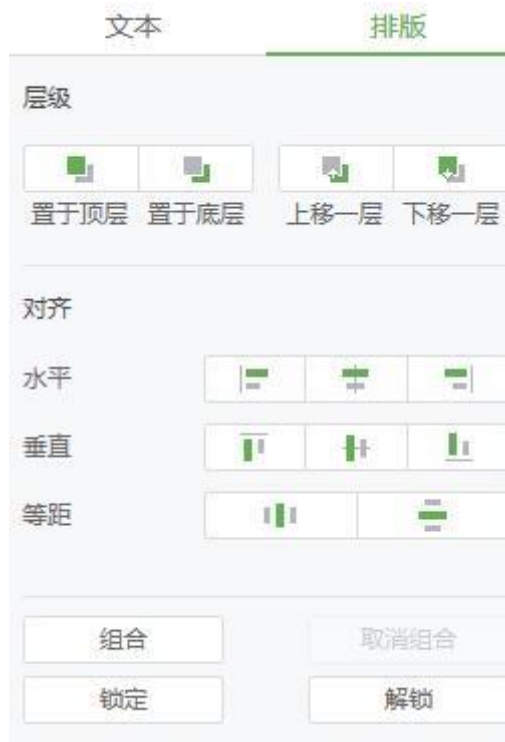 文本 排版
层级
置于顶层 置于底层 上移一层 下移一层
对齐
水平
垂直
等距
组合 取消组合
锁定 解锁